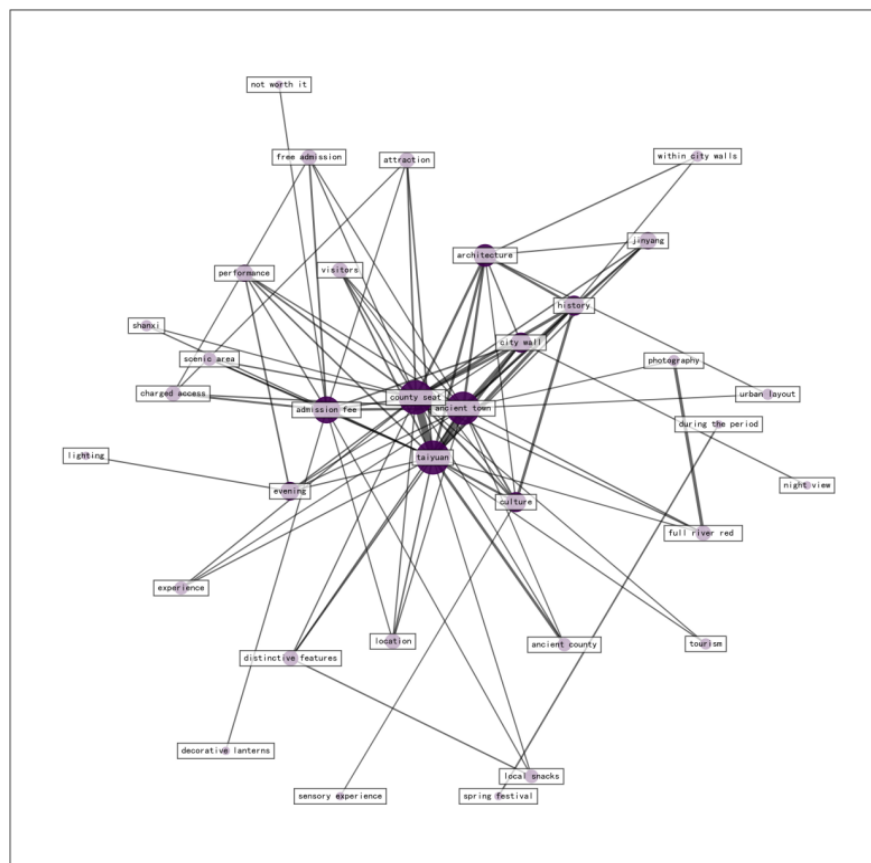 not worth it
free admission
attraction
within city walls
jinyang
architecture
performance
visitors
history
shanxi
city wall
scenic area
photography
charged access
county seat
urban layout
admission fee
ancient town
during the period
lighting
taiyuan
evening
night view
culture
full river red
experience
location
ancient county
tourism
distinctive features
decorative lanterns
local snacks
sensory experience
spring festival